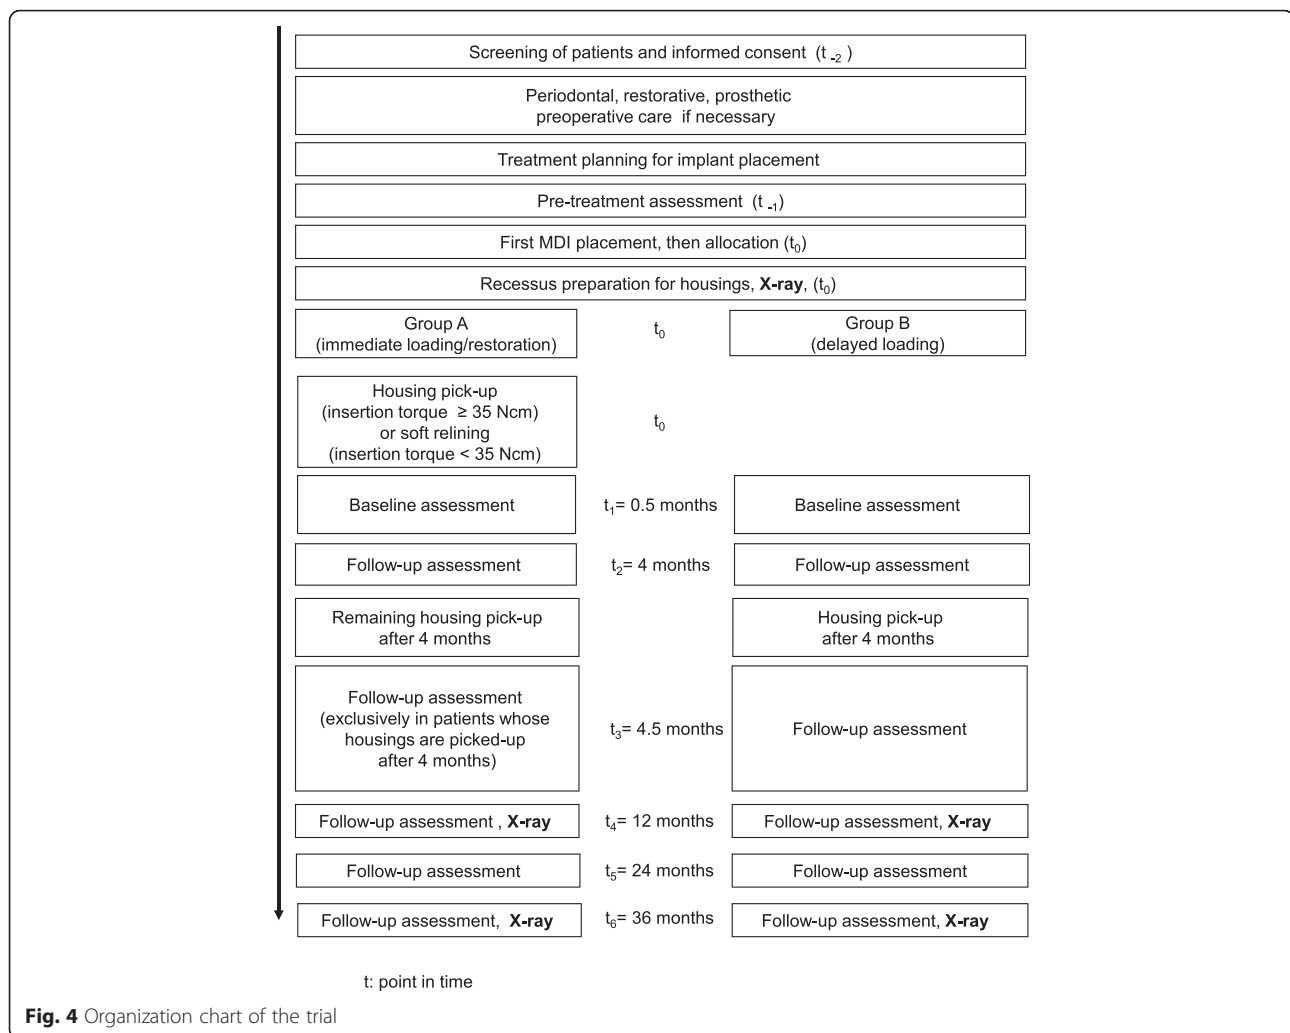 Screening of patients and informed consent (t -2 )
Periodontal, restorative, prosthetic
preoperative care if necessary
Treatment planning for implant placement
Pre-treatment assessment (t -1)
First MDI placement, then allocation (t0)
Recessus preparation for housings, X-ray, (t0)
Group A
(immediate loading/restoration)
t0
Group B
(delayed loading)
Housing pick-up
(insertion torque ≥ 35 Ncm)
or soft relining
(insertion torque < 35 Ncm)
t0
Baseline assessment
t1= 0.5 months
Baseline assessment
Follow-up assessment
t2= 4 months
Follow-up assessment
Remaining housing pick-up
after 4 months
Housing pick-up
after 4 months
Follow-up assessment
(exclusively in patients whose
housings are picked-up
after 4 months)
t3= 4.5 months
Follow-up assessment
Follow-up assessment , X-ray
t4= 12 months
Follow-up assessment, X-ray
Follow-up assessment
t5= 24 months
Follow-up assessment
Follow-up assessment, X-ray
t6= 36 months
Follow-up assessment, X-ray
t: point in time
Fig. 4 Organization chart of the trial